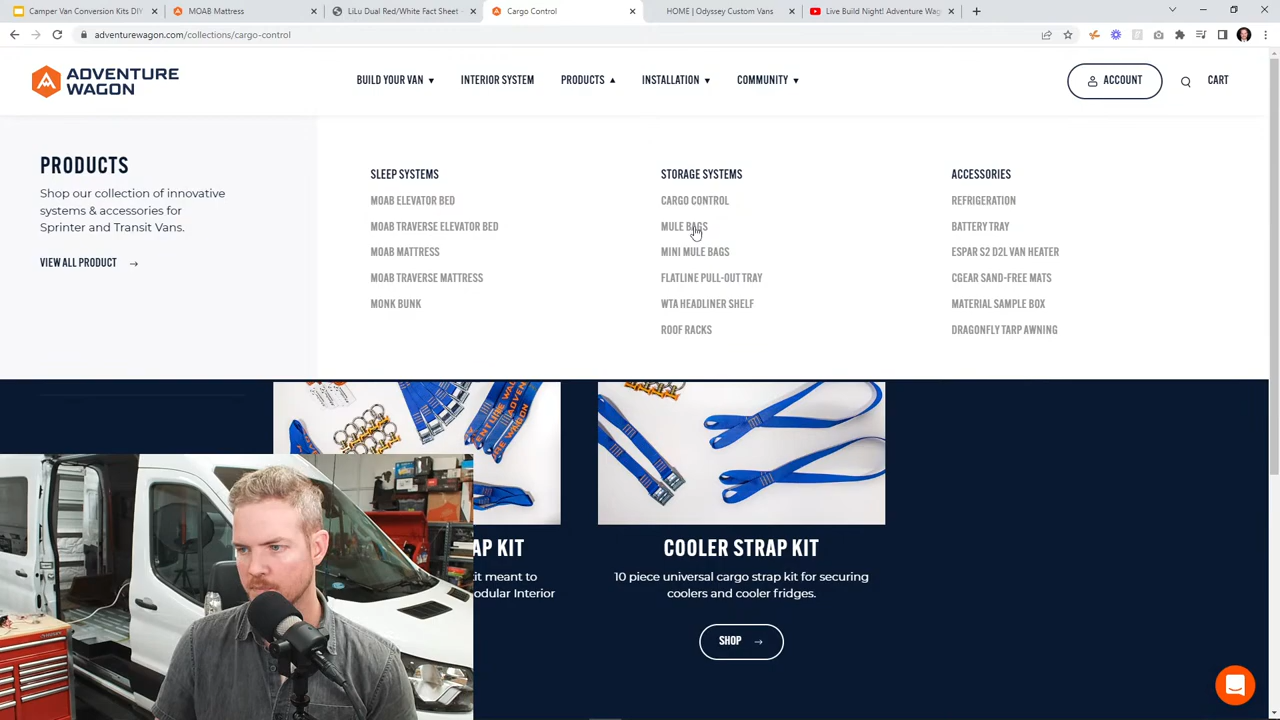 Camper Van Conversion Kits DIY
MOAB Mattress
LiLu Dual Red/White Fact Sheet
Cargo Control
HOME | Odyssey Custom Vans
Live Build Night! Adventure Wag
adventurewagon.com/collections/cargo-control
ADVENTURE
WAGON
BUILD YOUR VAN
INTERIOR SYSTEM
PRODUCTS
INSTALLATION
COMMUNITY
ACCOUNT
CART
PRODUCTS
Shop our collection of innovative
systems & accessories for
Sprinter and Transit Vans.
VIEW ALL PRODUCT
SLEEP SYSTEMS
MOAB ELEVATOR BED
MOAB TRAVERSE ELEVATOR BED
MOAB MATTRESS
MOAB TRAVERSE MATTRESS
MONK BUNK
STORAGE SYSTEMS
CARGO CONTROL
MULE BAGS
MINI MULE BAGS
FLATLINE PULL-OUT TRAY
WTA HEADLINER SHELF
ROOF RACKS
ACCESSORIES
REFRIGERATION
BATTERY TRAY
ESPAR S2 D2L VAN HEATER
CGEAR SAND-FREE MATS
MATERIAL SAMPLE BOX
DRAGONFLY TARP AWNING
AP KIT
it meant to
odular Interior
COOLER STRAP KIT
10 piece universal cargo strap kit for securing
coolers and cooler fridges.
SHOP